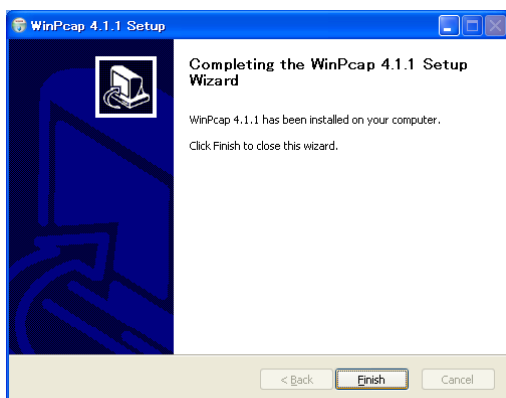 WinPcap 4.1.1 Setup
Completing the WinPcap 4.1.1 Setup
Wizard
WinPcap 4.1.1 has been installed on your computer.
Click Finish to close this wizard.
< Back
Finish
Cancel